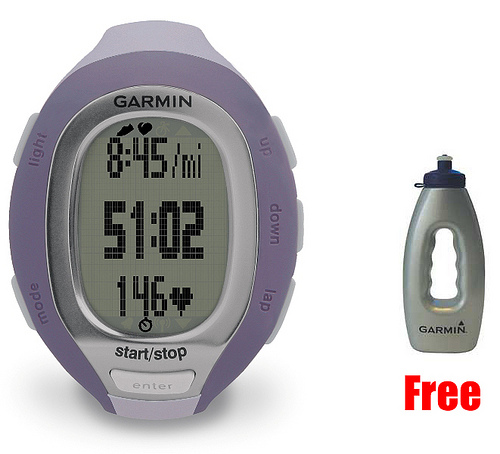 GARMIN
light
up
8:45/mi
51:02
down
mode
146
lap
start/stop
enter
GARMIN
Free